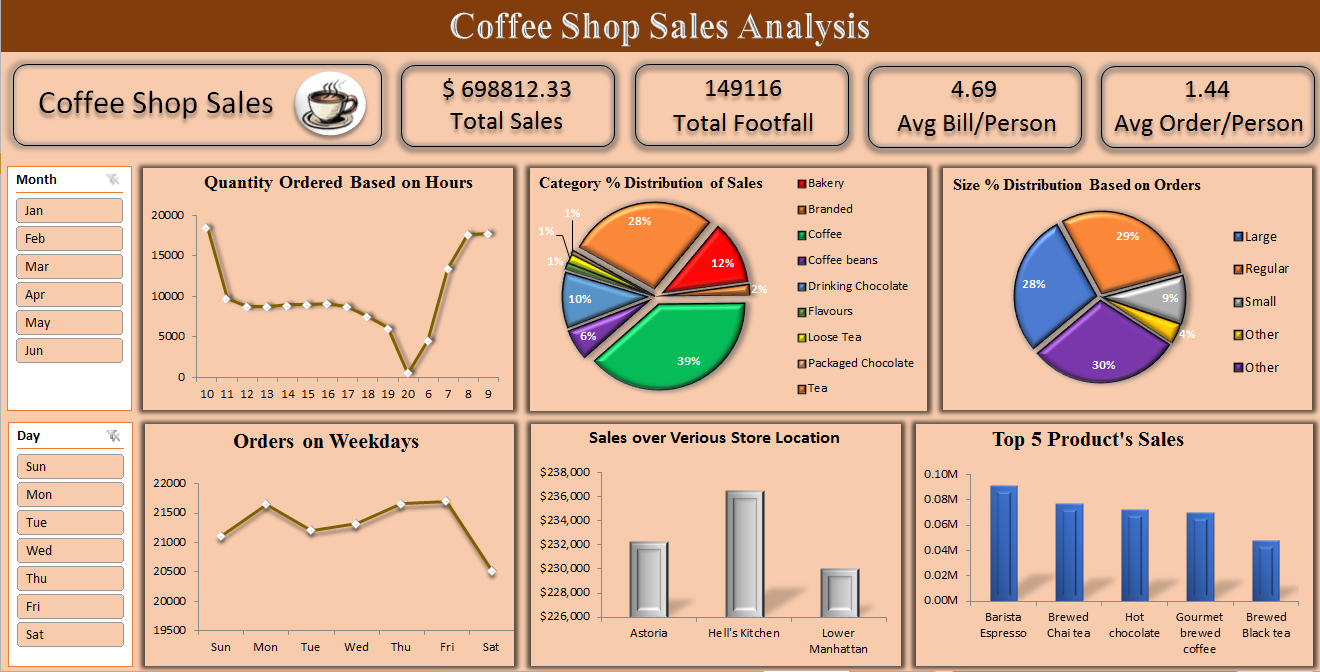 Coffee Shop Sales Analysis
Coffee Shop Sales
$ 698812.33
Total Sales
149116
Total Footfall
4.69
Avg Bill/Person
1.44
Avg Order/Person
Month
Jan
Feb
Mar
Apr
May
Jun
Quantity Ordered Based on Hours
20000
15000
10000
5000
0
10 11 12 13 14 15 16 17 18 19 20 6 7 8 9
Category % Distribution of Sales
28%
12%
2%
39%
6%
10%
1%
1%
1%
Bakery
Branded
Coffee
Coffee beans
Drinking Chocolate
Flavours
Loose Tea
Packaged Chocolate
Tea
Size % Distribution Based on Orders
29%
9%
4%
30%
28%
Large
Regular
Small
Other
Other
Day
Sun
Mon
Tue
Wed
Thu
Fri
Sat
Orders on Weekdays
22000
21500
21000
20500
20000
19500
Sun Mon Tue Wed Thu Fri Sat
Sales over Verious Store Location
$238,000
$236,000
$234,000
$232,000
$230,000
$228,000
$226,000
Astoria
Hell's Kitchen
Lower
Manhattan
Top 5 Product's Sales
0.10M
0.08M
0.06M
0.04M
0.02M
0.00M
Barista
Espresso
Brewed
Chai tea
Hot
chocolate
Gourmet
brewed
coffee
Brewed
Black tea